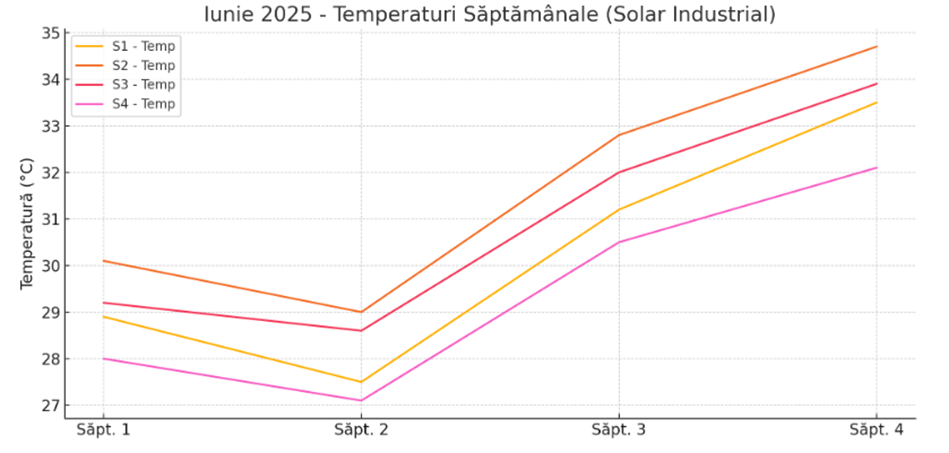 Iunie 2025 - Temperaturi Săptămânale (Solar Industrial)
S1 - Temp
S2 - Temp
S3 - Temp
S4 - Temp
Temperatură (°C)
35
34
33
32
31
30
29
28
27
Săpt. 1 Săpt. 2 Săpt. 3 Săpt. 4